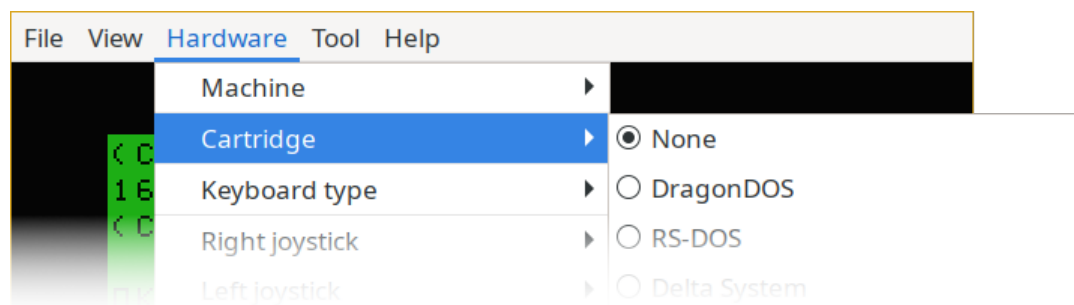 File View Hardware Tool Help
Machine
Cartridge
Keyboard type
Right joystick
Left joystick
None
DragonDOS
RS-DOS
Delta System
(C
16
(C